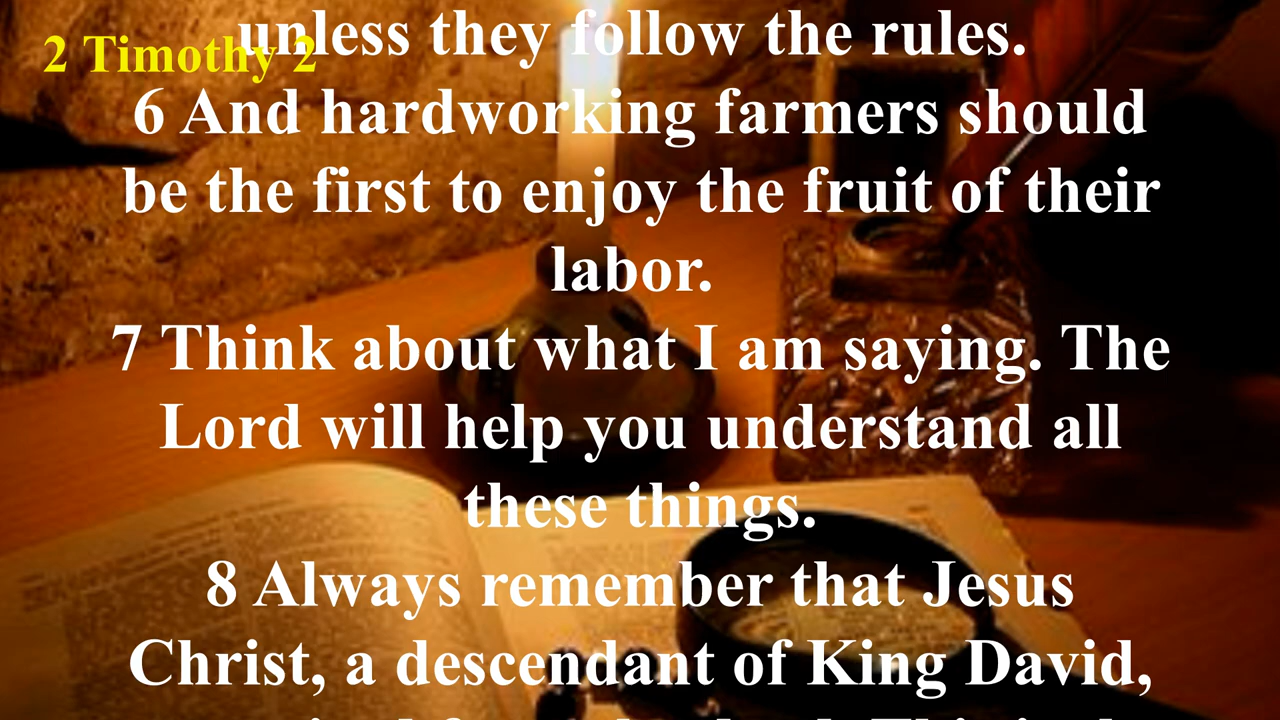 2 Timothy 2
unless they follow the rules.
6 And hardworking farmers should
be the first to enjoy the fruit of their
labor.
7 Think about what I am saying. The
Lord will help you understand all
these things.
8 Always remember that Jesus
Christ, a descendant of King David,